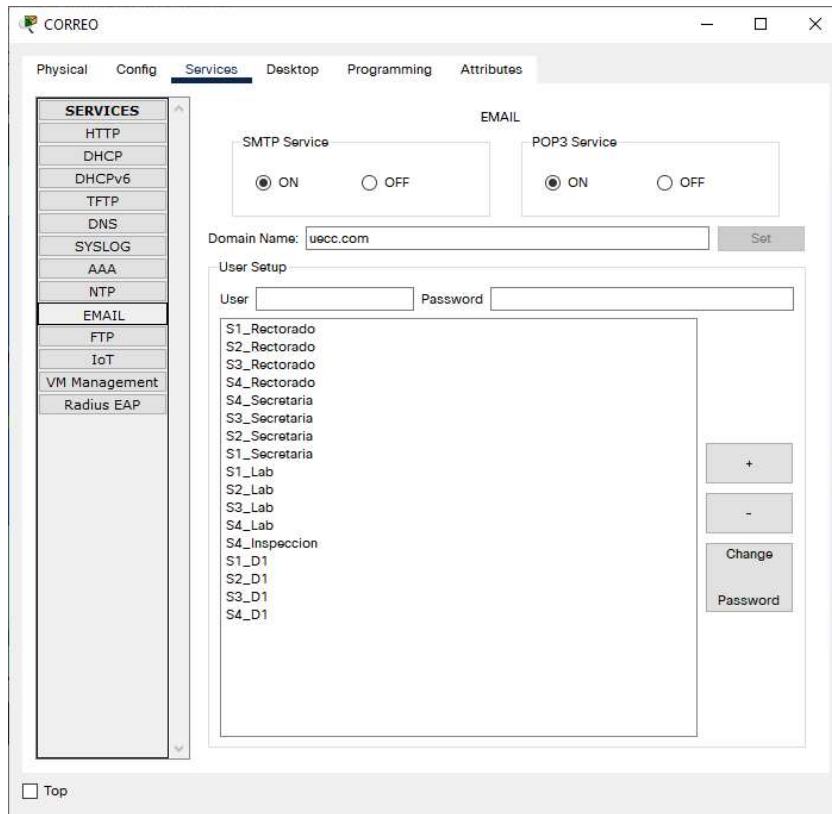 CORREO
Physical Config Services Desktop Programming Attributes
SERVICES
HTTP
DHCP
DHCPv6
TFTP
DNS
SYSLOG
AAA
NTP
EMAIL
FTP
IoT
VM Management
Radius EAP
EMAIL
SMTP Service
ON OFF
POP3 Service
ON OFF
Domain Name: uecc.com Set
User Setup
User Password
S1_Rectorado
S2_Rectorado
S3_Rectorado
S4_Rectorado
S4_Secretaria
S3_Secretaria
S2_Secretaria
S1_Secretaria
S1_Lab
S2_Lab
S3_Lab
S4_Lab
S4_Inspeccion
S1_D1
S2_D1
S3_D1
S4_D1
+
-
Change
Password
Top